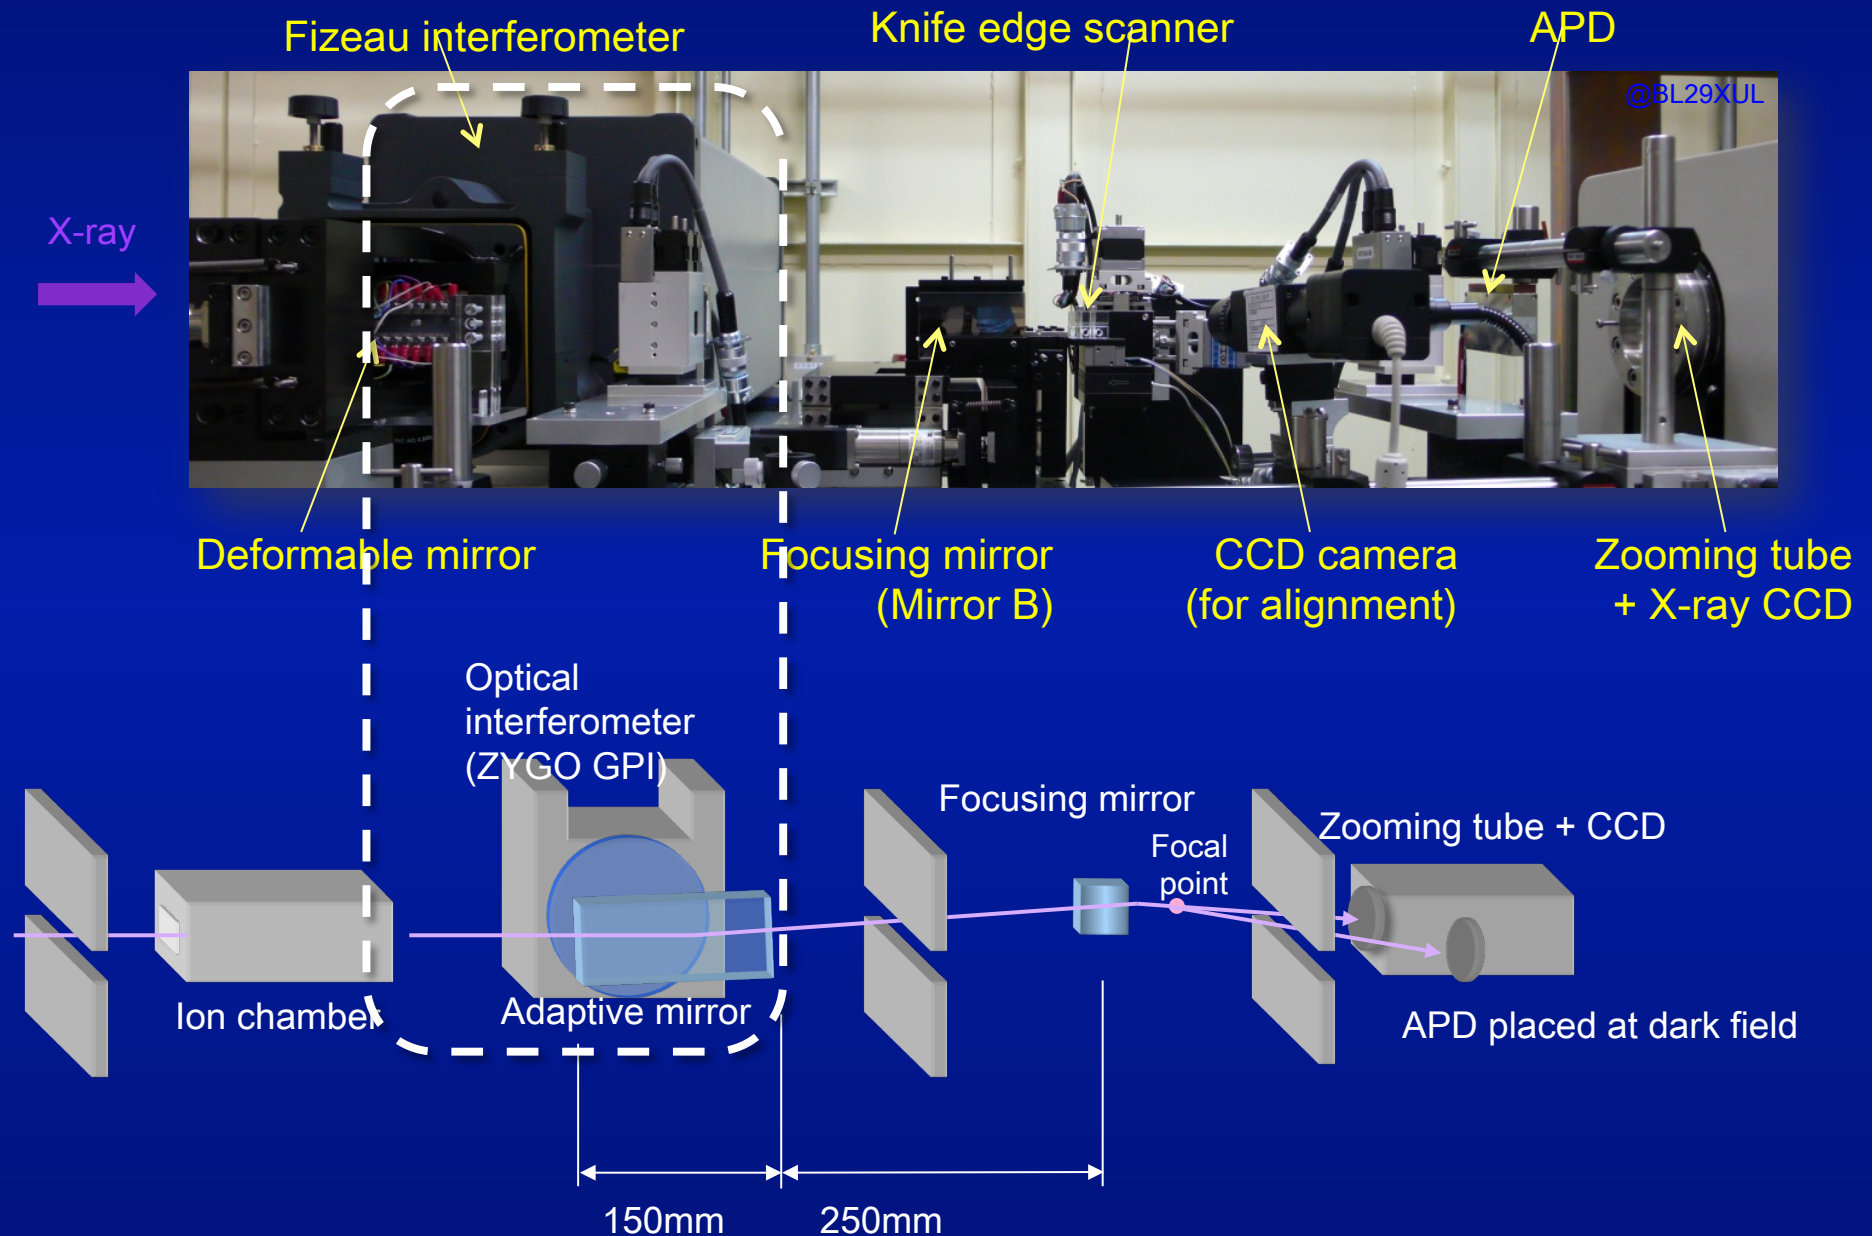 Fizeau interferometer
Knife edge scanner
APD
@BL29XUL
X-ray
Deformable mirror
Focusing mirror
(Mirror B)
CCD camera
(for alignment)
Zooming tube
+ X-ray CCD
Optical
interferometer
(ZYGO GPI)
Focusing mirror
Zooming tube + CCD
Focal
point
Ion chamber
Adaptive mirror
APD placed at dark field
150mm
250mm